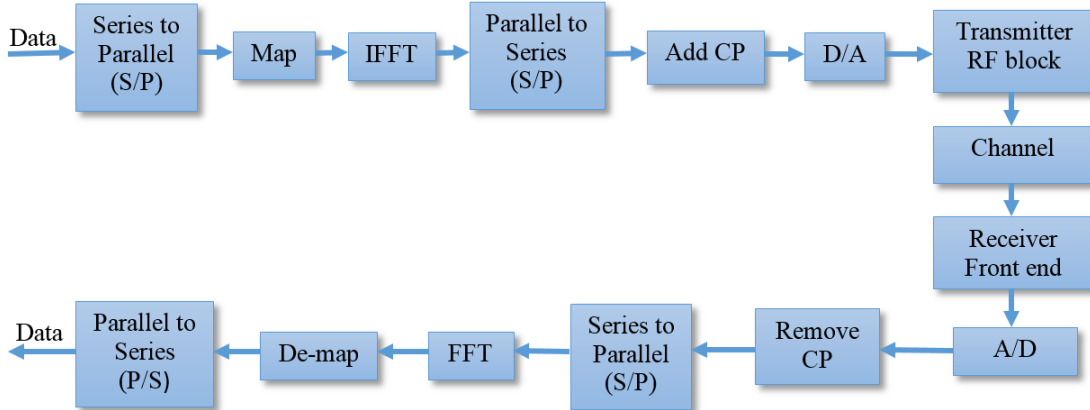 Data
Series to
Parallel
(S/P)
Map
IFFT
Parallel to
Series
(S/P)
Add CP
D/A
Transmitter
RF block
Channel
Receiver
Front end
A/D
Remove
CP
Series to
Parallel
(S/P)
FFT
De-map
Parallel to
Series
(P/S)
Data